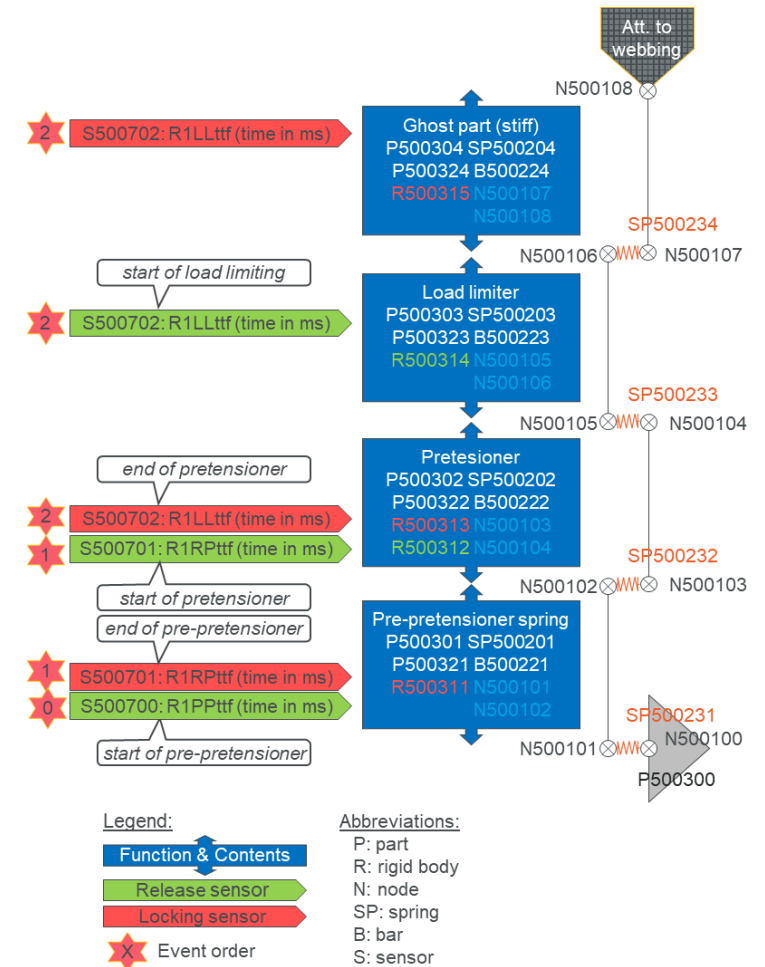 Att. to
webbing
N500108
2
S500702: R1LLttf (time in ms)
Ghost part (stiff)
P500304 SP500204
P500324 B500224
R500315 N500107
N500108
SP500234
N500106
N500107
start of load limiting
2
S500702: R1LLttf (time in ms)
Load limiter
P500303 SP500203
P500323 B500223
R500314 N500105
N500106
SP500233
N500105
N500104
end of pretensioner
2
S500702: R1LLttf (time in ms)
1
S500701: R1RPttf (time in ms)
start of pretensioner
Pretesioner
P500302 SP500202
P500322 B500222
R500313 N500103
R500312 N500104
SP500232
N500102
N500103
end of pre-pretensioner
1
S500701: R1RPttf (time in ms)
0
S500700: R1PPttf (time in ms)
start of pre-pretensioner
Pre-pretensioner spring
P500301 SP500201
P500321 B500221
R500311 N500101
N500102
SP500231
N500100
N500101
P500300
Legend:
Function & Contents
Release sensor
Locking sensor
X Event order
Abbreviations:
P: part
R: rigid body
N: node
SP: spring
B: bar
S: sensor